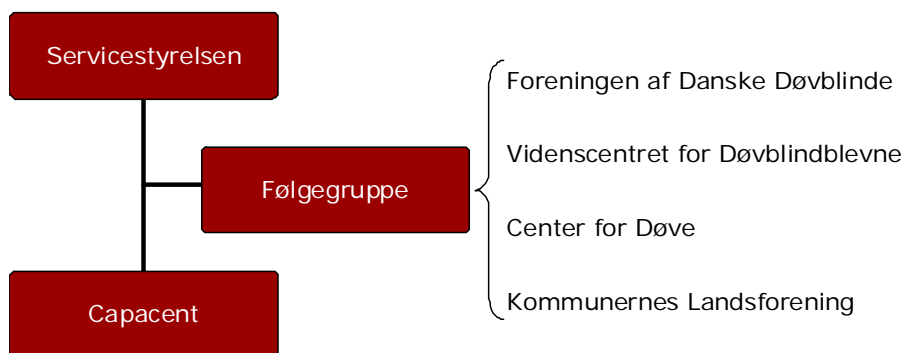 Servicestyrelsen
Følgegruppe
Capacent
Foreningen af Danske Døvblinde
Videnscentret for Døvblindblevne
Center for Døve
Kommunernes Landsforening